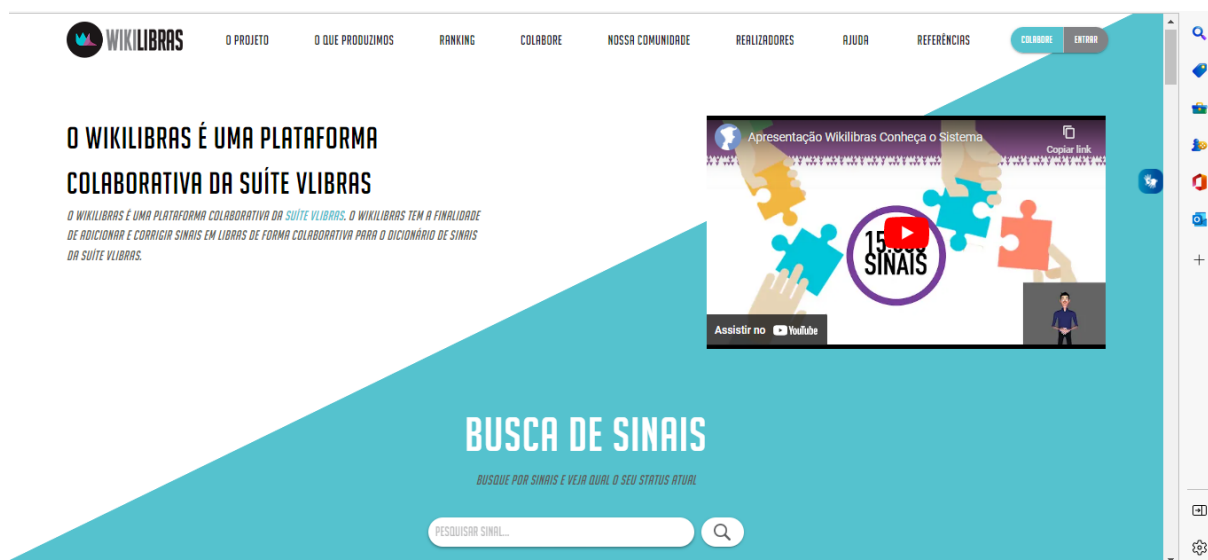 WIKILIBRAS
O PROJETO
O QUE PRODUZIMOS
RANKING
COLABORE
NOSSA COMUNIDADE
REALIZADORES
AJUDA
REFERÊNCIAS
COLABORE
ENTRAR
O WIKILIBRAS É UMA PLATAFORMA
COLABORATIVA DA SUÍTE VLIBRAS
O WIKILIBRAS É UMA PLATAFORMA COLABORATIVA DA SUÍTE VLIBRAS. O WIKILIBRAS TEM A FINALIDADE
DE ADICIONAR E CORRIGIR SINAIS EM LIBRAS DE FORMA COLABORATIVA PARA O DICIONÁRIO DE SINAIS
DA SUÍTE VLIBRAS.
Apresentação Wikilibras Conheça o Sistema
Copiar link
SINAIS
Assistir no YouTube
BUSCA DE SINAIS
BUSQUE POR SINAIS E VEJA QUAL O SEU STATUS ATUAL
PESQUISAR SINAL...